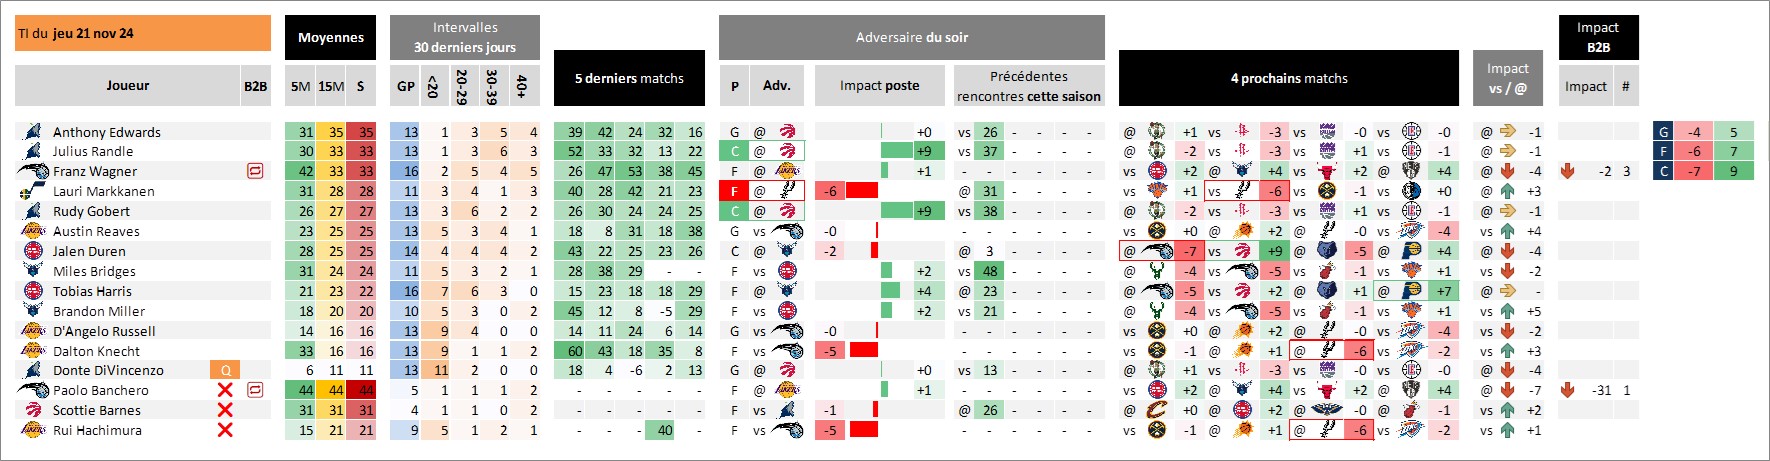 TI du jeu 21 nov 24
Moyennes
Intervalles
30 derniers jours
5 derniers matchs
Adversaire du soir
4 prochains matchs
Impact
vs / @
Impact
B2B
Joueur B2B 5M 15M S GP <20 20-29 30-39 40+ P Adv. Impact poste Précédentes
rencontres cette saison
Impact #
Anthony Edwards 31 35 35 13 1 3 5 4 39 42 24 32 16 G @ +0 vs 26 - - - - @ +1 vs -3 vs -0 vs -0 @ -1
Julius Randle 30 33 33 13 1 3 6 3 52 33 32 13 22 C @ +9 vs 37 - - - - @ -2 vs -3 vs +1 vs -1 @ -1
Franz Wagner 42 33 33 16 2 5 4 5 26 47 53 38 45 F @ +1 - - - - - vs +2 @ +4 vs +2 @ +4 @ -4 -2 3
Lauri Markkanen 31 28 28 11 3 4 1 3 40 28 42 21 23 F @ -6 @ 31 - - - - vs +1 vs -6 vs -1 vs +0 @ +3
Rudy Gobert 26 27 27 13 3 6 2 2 26 30 24 24 25 C @ +9 vs 38 - - - - @ -2 vs -3 vs +1 vs -1 @ -1
Austin Reaves 23 25 25 13 5 3 4 1 18 8 31 18 38 G vs -0 - - - - - vs +0 @ +2 @ -0 vs -4 vs +4
Jalen Duren 28 25 25 14 4 4 4 2 43 22 25 23 26 C @ -2 @ 3 - - - - @ -7 vs +9 @ -5 @ +4 @ -4
Miles Bridges 31 24 24 11 5 3 2 1 28 38 29 - - F vs +2 vs 48 - - - - @ -4 vs -5 vs -1 vs +1 vs -2
Tobias Harris 21 23 22 16 7 6 3 0 15 23 18 18 29 F @ +4 @ 23 - - - - @ -5 vs +2 @ +1 @ +7 @ -
Brandon Miller 18 20 20 10 5 3 0 2 45 12 8 -5 29 F vs +2 vs 21 - - - - vs -4 vs -5 vs -1 vs +1 vs +5
D'Angelo Russell 14 16 16 13 9 4 0 0 14 11 24 6 14 G vs -0 - - - - - vs +0 @ +2 @ -0 vs -4 vs -2
Dalton Knecht 33 16 16 13 9 1 1 2 60 43 18 35 8 F vs -5 - - - - - vs -1 @ +1 @ -6 vs -2 vs +3
Donte DiVincenzo Q 6 11 11 13 11 2 0 0 18 4 -6 2 13 G @ +0 vs 13 - - - - @ +1 vs -3 vs -0 vs -0 @ -4
Paolo Banchero 44 44 44 5 1 1 1 2 - - - - - F @ +1 - - - - - vs +2 @ +4 vs +2 @ +4 @ -7 -31 1
Scottie Barnes 31 31 31 4 1 1 0 2 - - - - - F vs -1 @ 26 - - - - @ +0 vs +2 @ -0 @ -1 vs +2
Rui Hachimura 15 21 21 9 5 1 2 1 - - - 40 - F vs -5 - - - - - vs -1 @ +1 @ -6 vs -2 vs +1
G -4 5
F -6 7
C -7 9